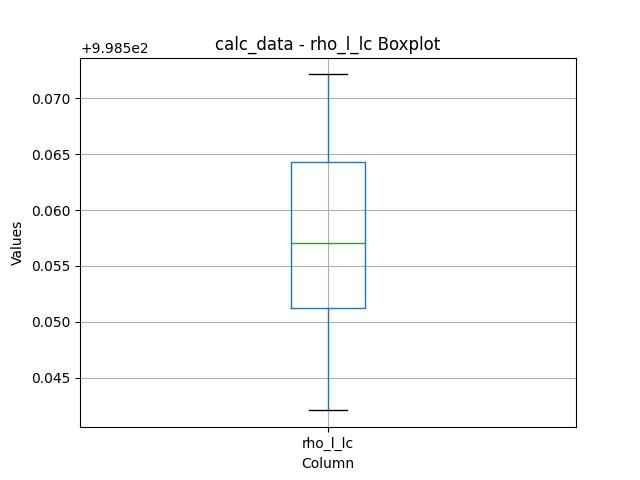 calc_data - rho_l_lc Boxplot
+9.985e2
0.070
0.065
0.060
0.055
0.050
0.045
Values
rho_l_lc
Column